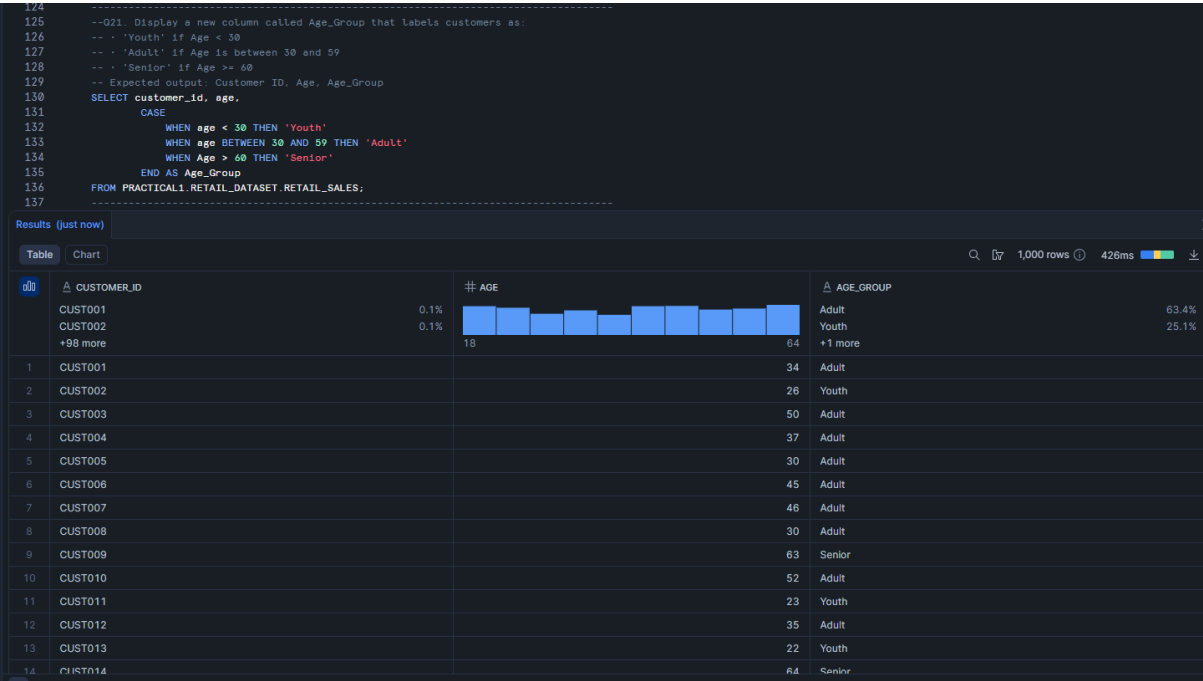 124 --------------------------------------------------------------------------------
125 --Q21. Display a new column called Age_Group that labels customers as:
126 -- · 'Youth' if Age < 30
127 -- · 'Adult' if Age is between 30 and 59
128 -- · 'Senior' if Age >= 60
129 -- Expected output: Customer ID, Age, Age_Group
130 SELECT customer_id, age,
131 CASE
132 WHEN age < 30 THEN 'Youth'
133 WHEN age BETWEEN 30 AND 59 THEN 'Adult'
134 WHEN Age > 60 THEN 'Senior'
135 END AS Age_Group
136 FROM PRACTICAL1.RETAIL_DATASET.RETAIL_SALES;
137 --------------------------------------------------------------------------------
Results (just now)
Table Chart 1,000 rows 426ms
A CUSTOMER_ID # AGE A AGE_GROUP
CUST001 0.1% Adult 63.4%
CUST002 0.1% Youth 25.1%
+98 more 18 64 +1 more
1 CUST001 34 Adult
2 CUST002 26 Youth
3 CUST003 50 Adult
4 CUST004 37 Adult
5 CUST005 30 Adult
6 CUST006 45 Adult
7 CUST007 46 Adult
8 CUST008 30 Adult
9 CUST009 63 Senior
10 CUST010 52 Adult
11 CUST011 23 Youth
12 CUST012 35 Adult
13 CUST013 22 Youth
14 CUST014 64 Senior